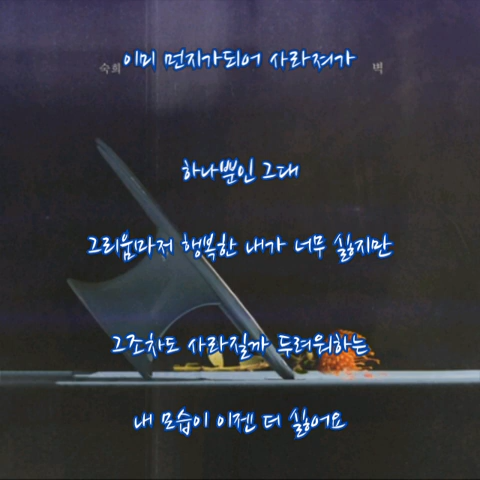 이미 먼지가되어 사라져가
숙희
벽
하나뿐인 그대
그리움마저 행복한 내가 너무 싫지만
그조차도 사라질까 두려워하는
내 모습이 이젠 더 싫어요